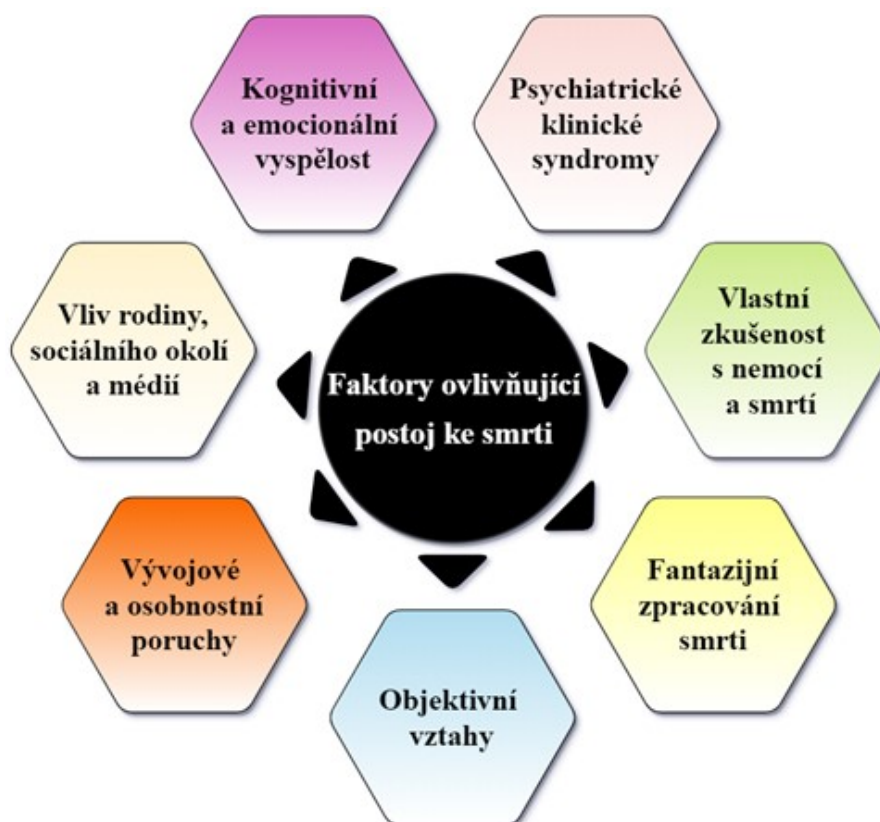 Kognitivní
a emocionální
vyspělost
Psychiatrické
klinické
syndromy
Vliv rodiny,
sociálního okolí
a médií
Vlastní
zkušenost
s nemocí
a smrtí
Faktory ovlivňující
postoj ke smrti
Vývojové
a osobnostní
poruchy
Fantazijní
zpracování
smrti
Objektivní
vztahy